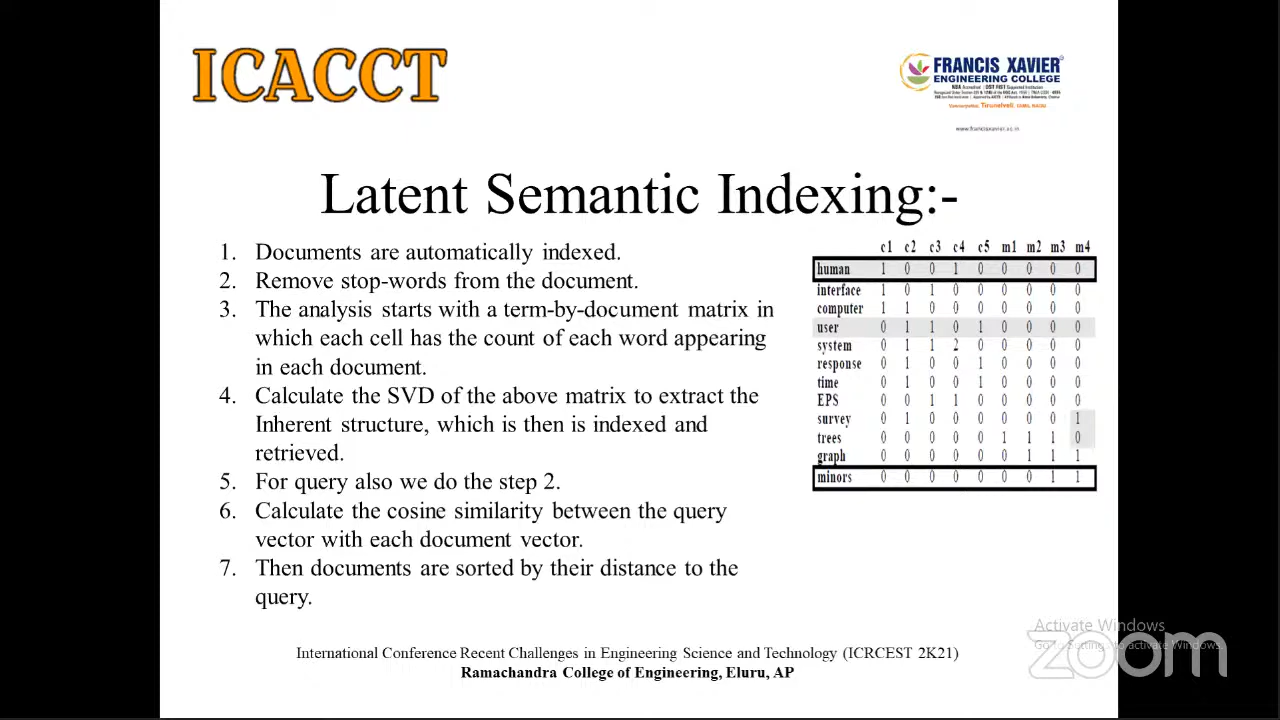 ICACCT
FRANCIS XAVIER
ENGINEERING COLLEGE
Latent Semantic Indexing:-
1. Documents are automatically indexed.
2. Remove stop-words from the document.
3. The analysis starts with a term-by-document matrix in
which each cell has the count of each word appearing
in each document.
4. Calculate the SVD of the above matrix to extract the
Inherent structure, which is then is indexed and
retrieved.
5. For query also we do the step 2.
6. Calculate the cosine similarity between the query
vector with each document vector.
7. Then documents are sorted by their distance to the
query.
c1 c2 c3 c4 c5 m1 m2 m3 m4
human 1 0 0 1 0 0 0 0 0
interface 1 0 1 0 0 0 0 0 0
computer 1 1 0 0 0 0 0 0 0
user 0 1 1 0 1 0 0 0 0
system 0 1 1 2 0 0 0 0 0
response 0 1 0 0 1 0 0 0 0
time 0 1 0 0 1 0 0 0 0
EPS 0 0 1 1 0 0 0 0 0
survey 0 1 0 0 0 0 0 0 1
trees 0 0 0 0 0 1 1 1 0
graph 0 0 0 0 0 0 1 1 1
minors 0 0 0 0 0 0 0 1 1
International Conference Recent Challenges in Engineering Science and Technology (ICRCEST 2K21)
Ramachandra College of Engineering, Eluru, AP
Activate Windows
Go to Settings to activate Windows.
zoom